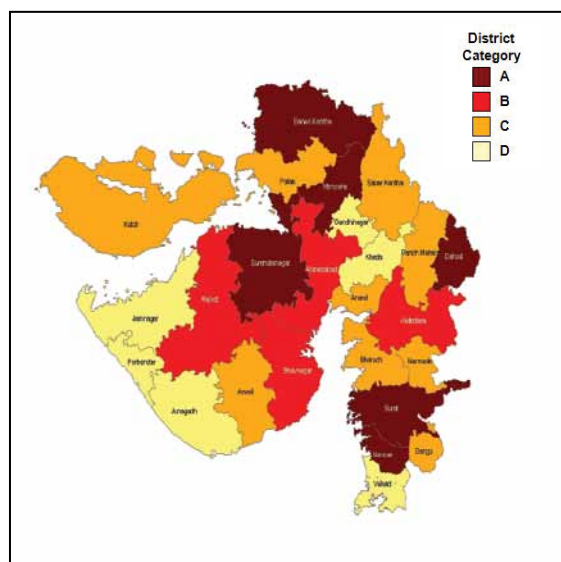 District
Category
A
B
C
D
Banas Kantha
Patan
Mehsana
Sabar Kantha
Gandhinagar
Kutch
Surendranagar
Ahmedabad
Kheda
Panch Mahals
Dahod
Rajkot
Anand
Vadodara
Jamnagar
Porbandar
Bharuch
Narmada
Bhavnagar
Amreli
Junagadh
Surat
Navsari
Dangs
Valsad